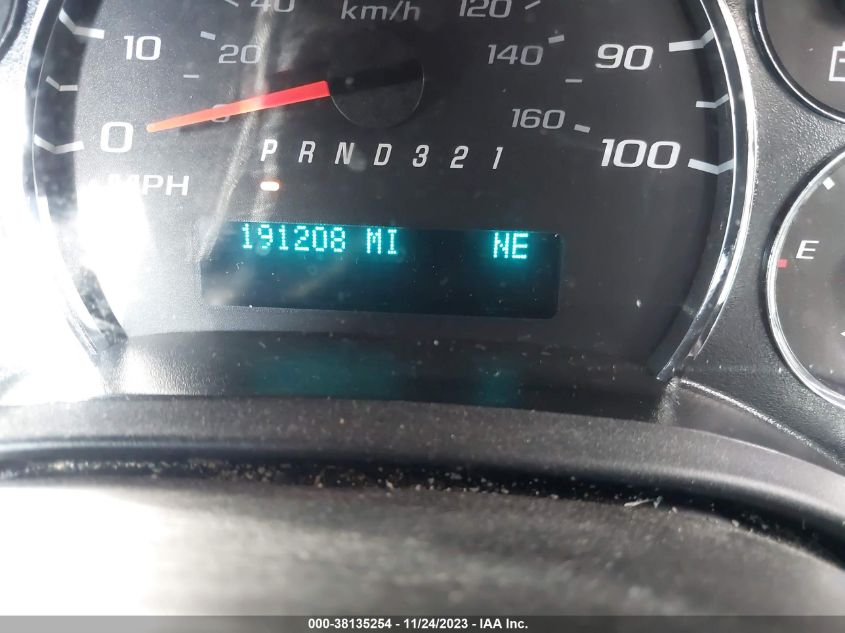 40 km/h 120
10 20 140 90
0 0 160 100
P R N D 3 2 1
MPH
191208 MI NE
E
000-38135254 - 11/24/2023 - IAA Inc.